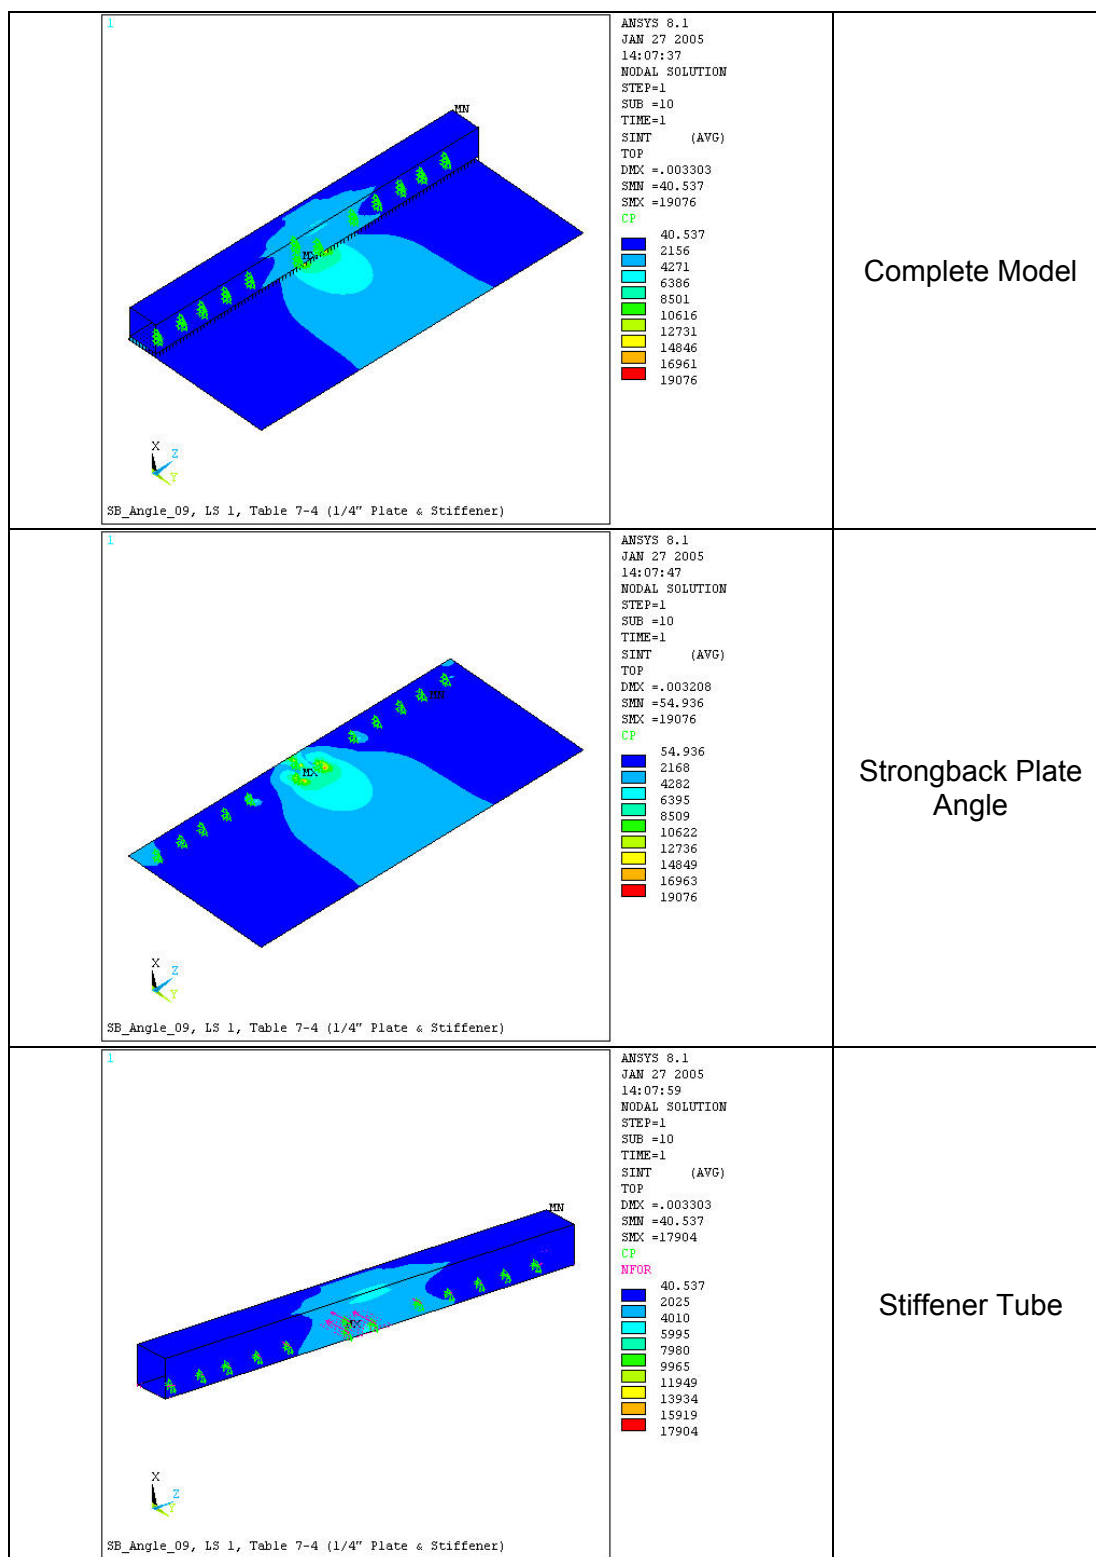 1
ANSYS 8.1
JAN 27 2005
14:07:37
NODAL SOLUTION
STEP=1
SUB =10
TIME=1
SINT (AVG)
TOP
DMX =.003303
SMN =40.537
SMX =19076
CP
40.537
2156
4271
6386
8501
10616
12731
14846
16961
19076
MN
MX
X
Z
Y
SB_Angle_09, LS 1, Table 7-4 (1/4" Plate & Stiffener)
Complete Model
1
ANSYS 8.1
JAN 27 2005
14:07:47
NODAL SOLUTION
STEP=1
SUB =10
TIME=1
SINT (AVG)
TOP
DMX =.003208
SMN =54.936
SMX =19076
CP
54.936
2168
4282
6395
8509
10622
12736
14849
16963
19076
MN
MX
X
Z
Y
SB_Angle_09, LS 1, Table 7-4 (1/4" Plate & Stiffener)
Strongback Plate
Angle
1
ANSYS 8.1
JAN 27 2005
14:07:59
NODAL SOLUTION
STEP=1
SUB =10
TIME=1
SINT (AVG)
TOP
DMX =.003303
SMN =40.537
SMX =17904
CP
NFOR
40.537
2025
4010
5995
7980
9965
11949
13934
15919
17904
MN
MX
X
Z
Y
SB_Angle_09, LS 1, Table 7-4 (1/4" Plate & Stiffener)
Stiffener Tube